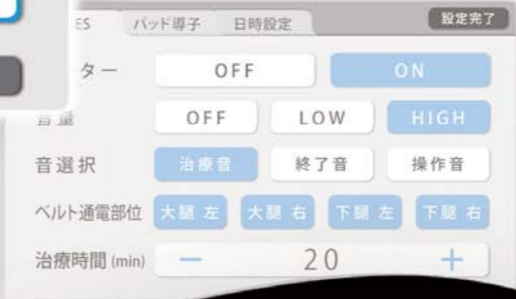 ES パッド導子 日時設定 設定完了
ター OFF ON
音量 OFF LOW HIGH
音選択 治療音 終了音 操作音
ベルト通電部位 大腿 左 大腿 右 下腿 左 下腿 右
治療時間 (min) － 20 ＋